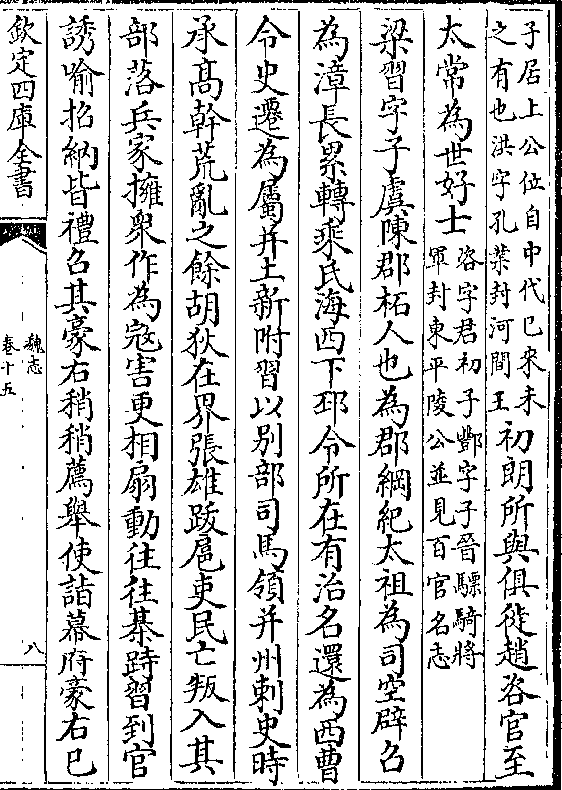 子居上公位自中代已來未
之有也洪字孔業封河間王
初朗所與俱徙趙咨官至
太常為世好士
咨字君初子酆字子晉驃騎將
軍封東平陵公並見百官名志
梁習字子虞陳郡柘人也為郡綱紀太祖為司空辟召
為漳長累轉乘氏海西下邳令所在有治名還為西曹
令史遷為屬并土新附習以别部司馬領并州刺史時
承髙幹荒亂之餘胡狄在界張雄跋扈吏民亡叛入其
部落兵家擁衆作為寇害更相扇動往往棊跱習到官
誘喻招納皆禮召其豪右稍稍薦舉使詣幕府豪右已
欽定四庫全書
魏志
卷十五
八